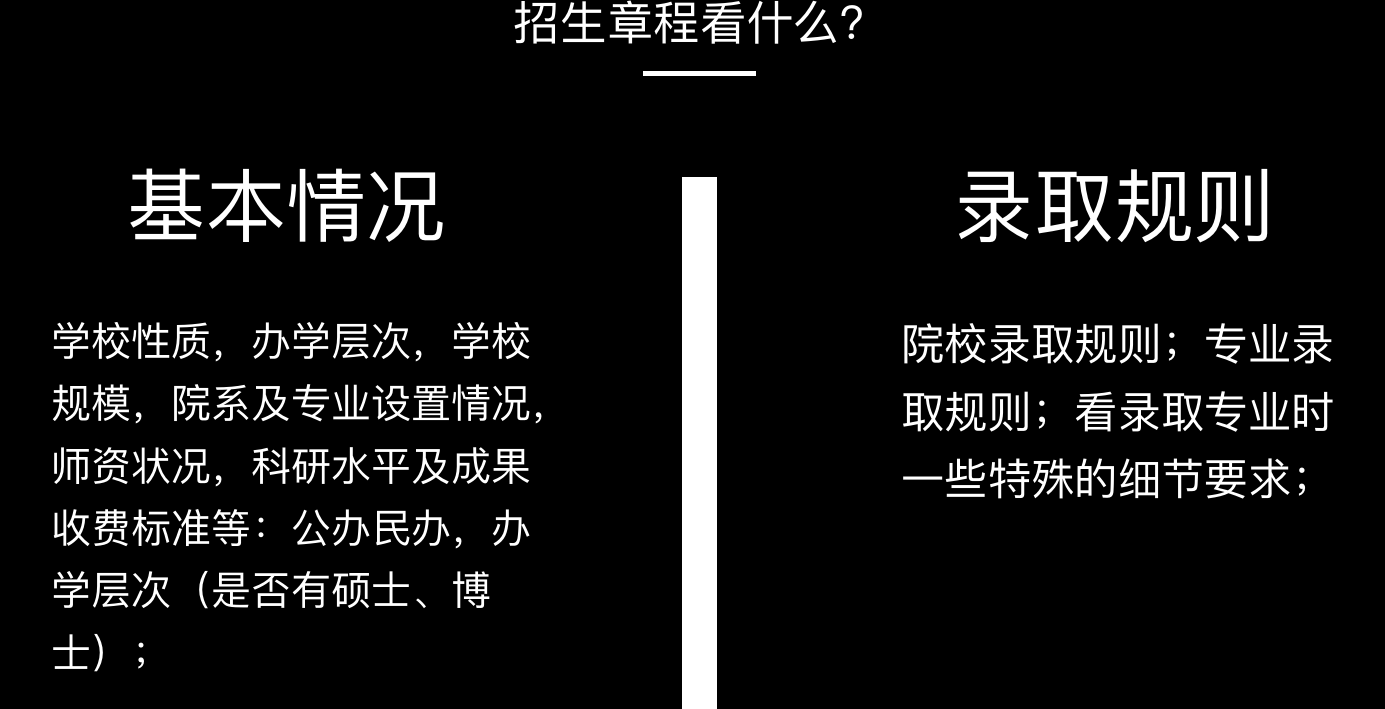 招生章程看什么?
基本情况
学校性质，办学层次，学校
规模，院系及专业设置情况，
师资状况，科研水平及成果
收费标准等：公办民办，办
学层次（是否有硕士、博
士）；
录取规则
院校录取规则；专业录
取规则；看录取专业时
一些特殊的细节要求；